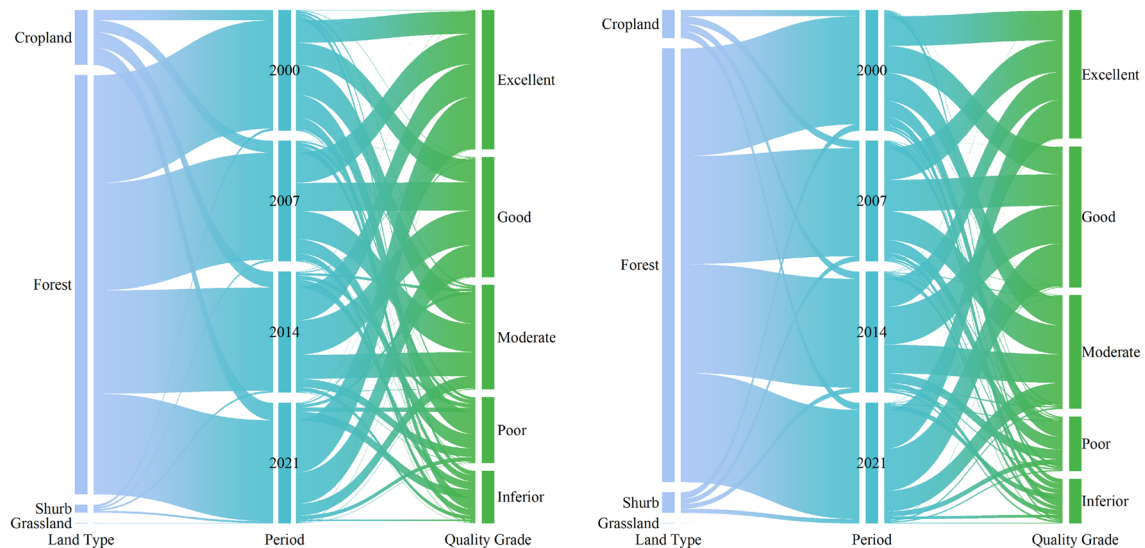 Cropland
Forest
Shurb
Grassland
Land Type
2000
2007
2014
2021
Period
Excellent
Good
Moderate
Poor
Inferior
Quality Grade
Cropland
Forest
Shurb
Grassland
Land Type
2000
2007
2014
2021
Period
Excellent
Good
Moderate
Poor
Inferior
Quality Grade